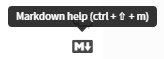 Markdown help (ctrl + ⇧ + m)
M↓